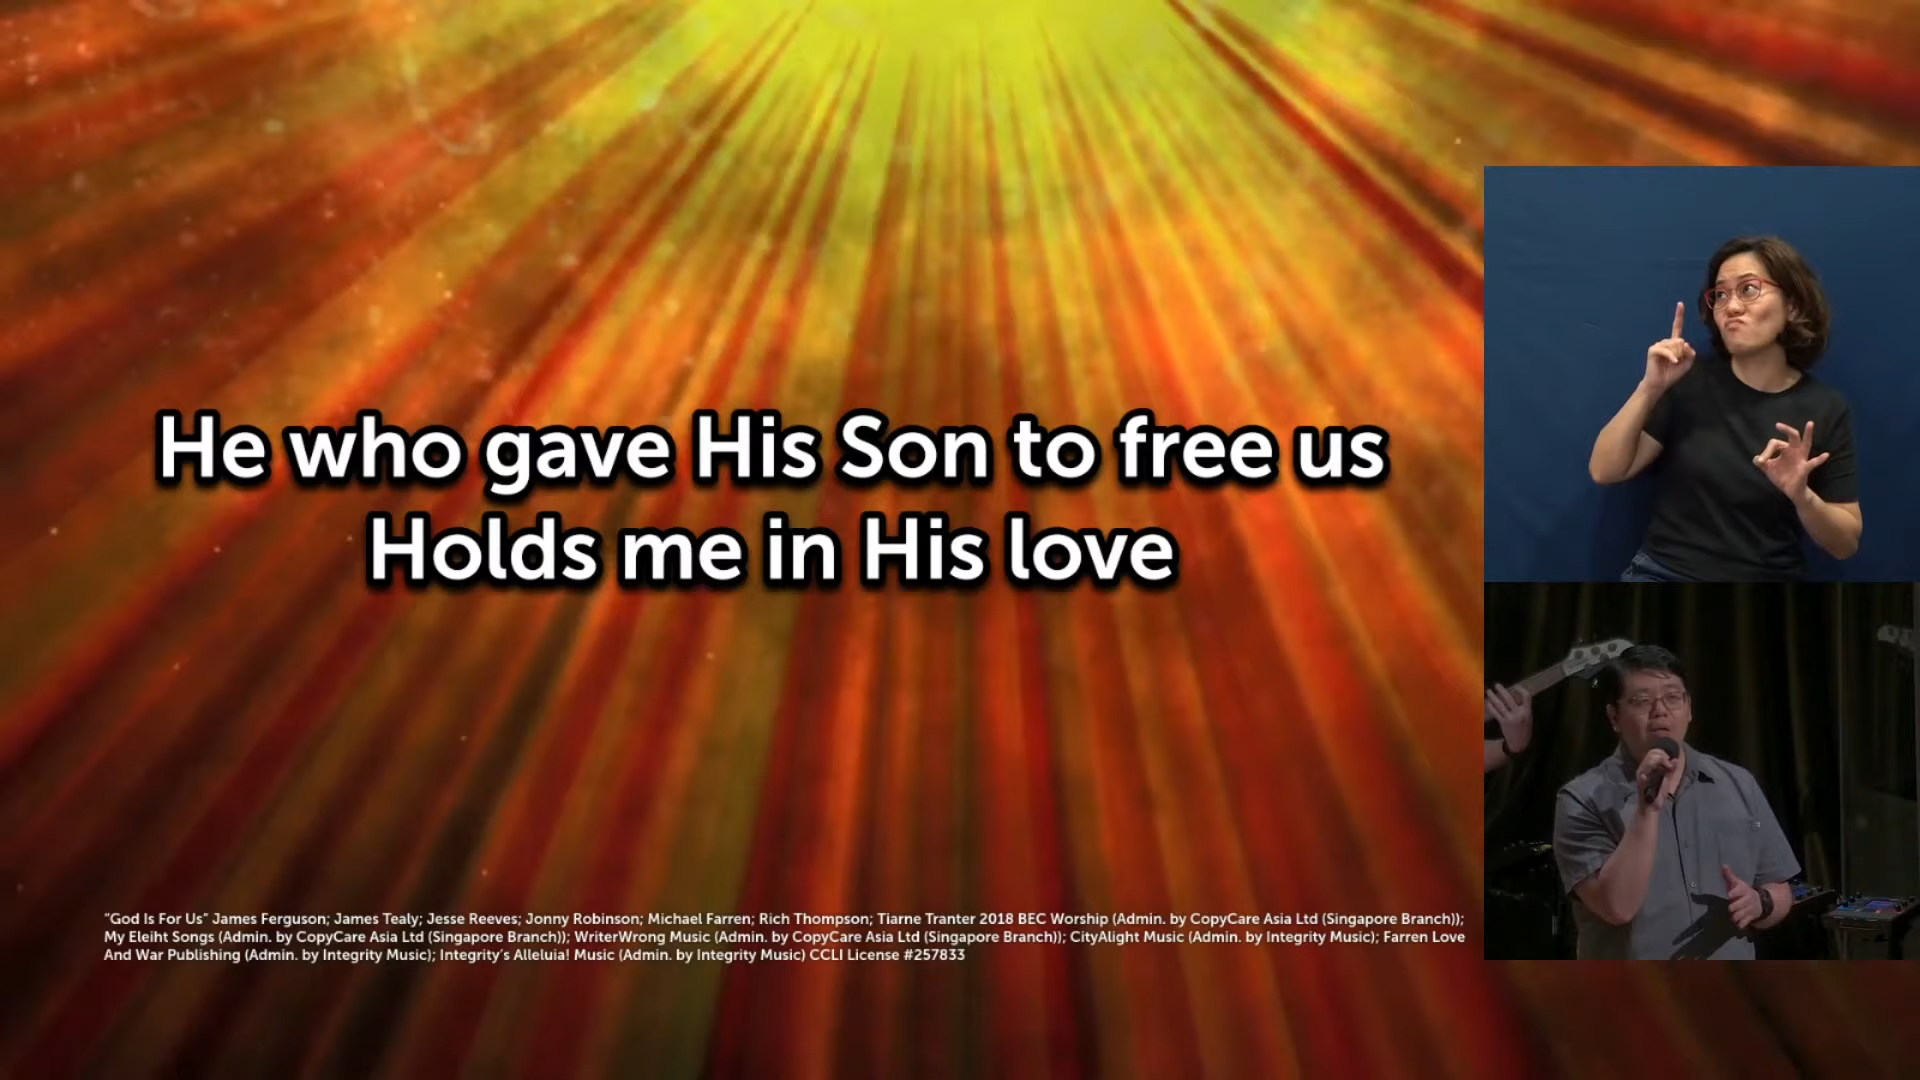 He who gave His Son to free us
Holds me in His love
"God Is For Us" James Ferguson; James Tealy; Jesse Reeves; Jonny Robinson; Michael Farren; Rich Thompson; Tiarne Tranter 2018 BEC Worship (Admin. by CopyCare Asia Ltd (Singapore Branch));
My Eleiht Songs (Admin. by CopyCare Asia Ltd (Singapore Branch)); WriterWrong Music (Admin. by CopyCare Asia Ltd (Singapore Branch)); CityAlight Music (Admin. by Integrity Music); Farren Love
And War Publishing (Admin. by Integrity Music); Integrity's Alleluia! Music (Admin. by Integrity Music) CCLI License #257833